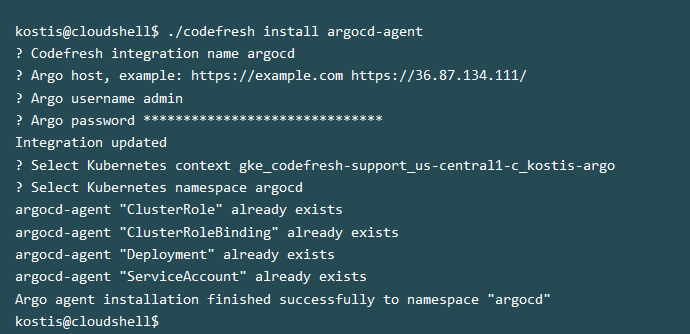 kostis@cloudshell$ ./codefresh install argocd-agent
? Codefresh integration name argocd
? Argo host, example: https://example.com https://36.87.134.111/
? Argo username admin
? Argo password ******************************
Integration updated
? Select Kubernetes context gke_codefresh-support_us-central1-c_kostis-argo
? Select Kubernetes namespace argocd
argocd-agent "ClusterRole" already exists
argocd-agent "ClusterRoleBinding" already exists
argocd-agent "Deployment" already exists
argocd-agent "ServiceAccount" already exists
Argo agent installation finished successfully to namespace "argocd"
kostis@cloudshell$